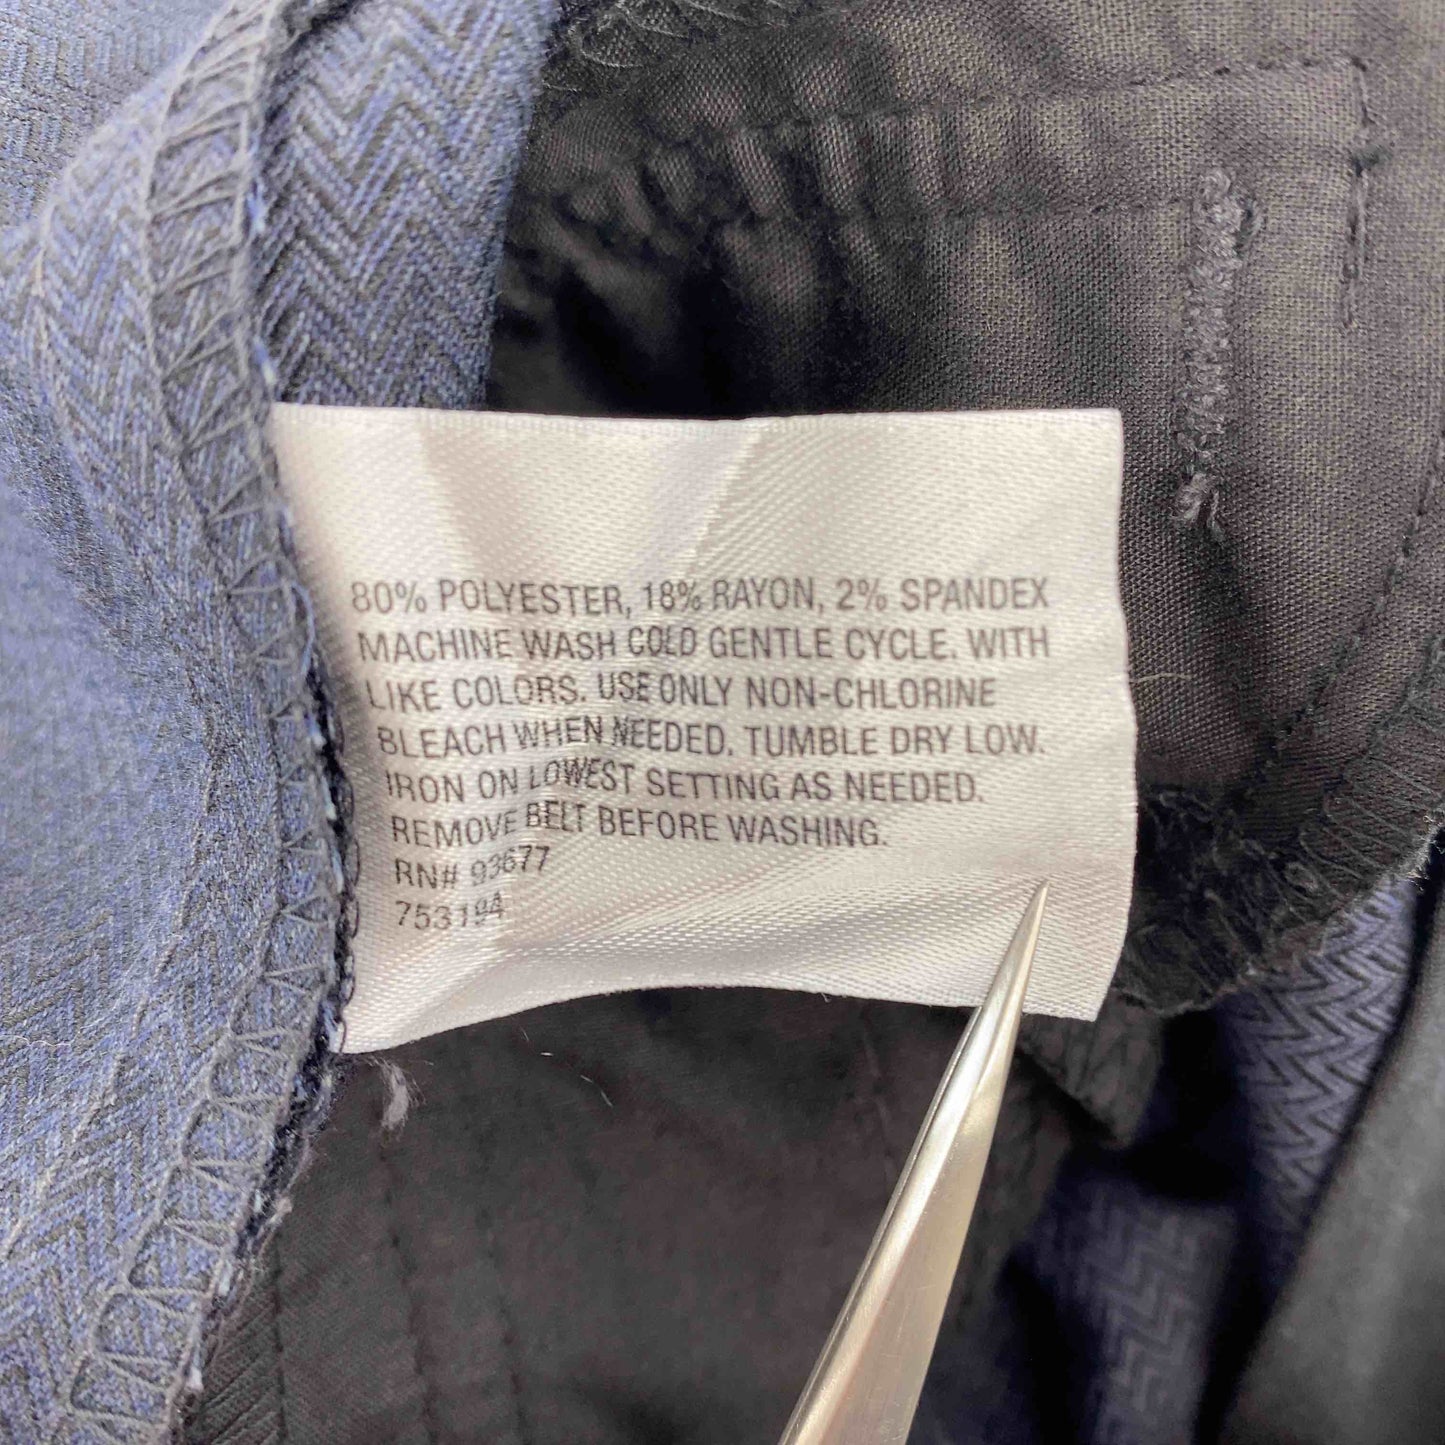 80% POLYESTER, 18% RAYON, 2% SPANDEX
MACHINE WASH COLD GENTLE CYCLE. WITH
LIKE COLORS. USE ONLY NON-CHLORINE
BLEACH WHEN NEEDED. TUMBLE DRY LOW.
IRON ON LOWEST SETTING AS NEEDED.
REMOVE BELT BEFORE WASHING.
RN# 93677
753194